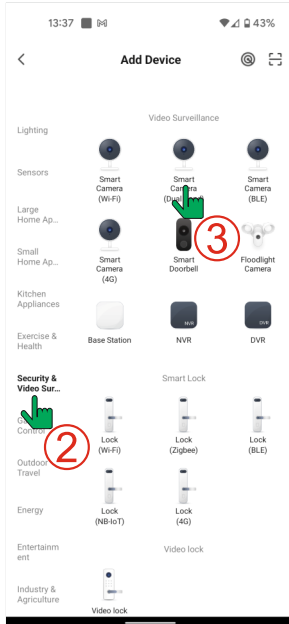 13:37
43%
Add Device
Lighting
Sensors
Large
Home Ap...
Small
Home Ap...
Kitchen
Appliances
Exercise &
Health
Security &
Video Sur...
Control
Outdoor
Travel
Energy
Entertainm
ent
Industry &
Agriculture
Video Surveillance
Smart
Camera
(Wi-Fi)
Smart
Camera
Smart
Camera
(BLE)
Smart
Camera
(4G)
Smart
Doorbell
Floodlight
Camera
Base Station
NVR
NVR
DVR
DVR
Smart Lock
Lock
(Wi-Fi)
Lock
(Zigbee)
Lock
(BLE)
Lock
(NB-IoT)
Lock
(4G)
Video lock
Video lock
2
3